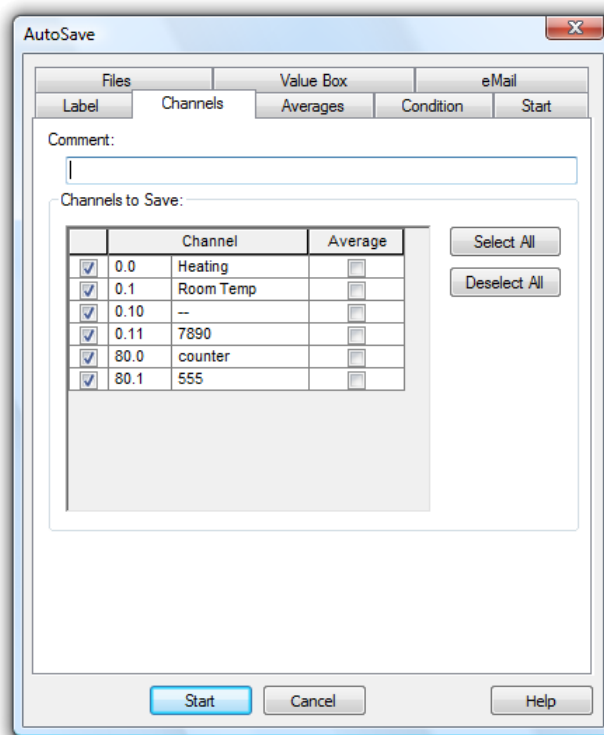 AutoSave
Files Value Box eMail
Label Channels Averages Condition Start
Comment:
Channels to Save:
Channel Average
0.0 Heating
0.1 Room Temp
0.10 --
0.11 7890
80.0 counter
80.1 555
Select All
Deselect All
Start Cancel Help